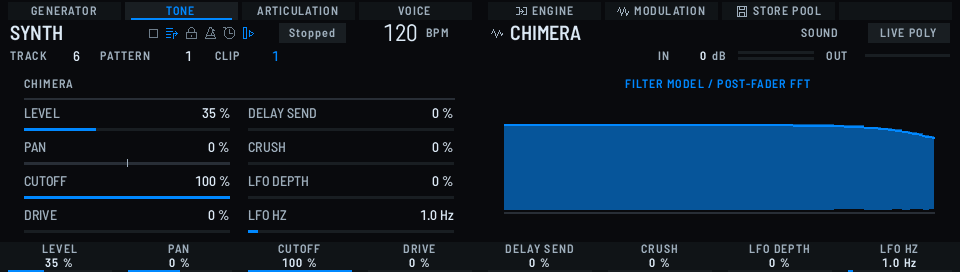 GENERATOR TONE ARTICULATION VOICE ENGINE MODULATION STORE POOL
SYNTH Stopped 120 BPM CHIMERA SOUND LIVE POLY
TRACK 6 PATTERN 1 CLIP 1 IN 0 dB OUT
CHIMERA FILTER MODEL / POST-FADER FFT
LEVEL 35 % DELAY SEND 0 %
PAN 0 % CRUSH 0 %
CUTOFF 100 % LFO DEPTH 0 %
DRIVE 0 % LFO HZ 1.0 Hz
LEVEL PAN CUTOFF DRIVE DELAY SEND CRUSH LFO DEPTH LFO HZ
35 % 0 % 100 % 0 % 0 % 0 % 0 % 1.0 Hz